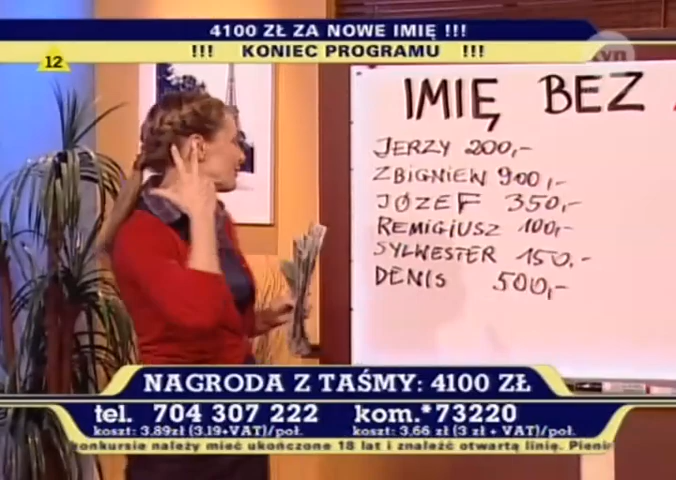 4100 ZŁ ZA NOWE IMIĘ !!!
!!! KONIEC PROGRAMU !!!
12
IMIĘ BEZ
JERZY 200,-
ZBIGNIEW 900,-
JÓZEF 350,-
REMIGIUSZ 100,-
SYLWESTER 150.-
DENIS 500,-
NAGRODA Z TAŚMY: 4100 ZŁ
tel. 704 307 222 kom.*73220
koszt: 3.89zł (3.19+VAT)/poł. koszt: 3,66 zł (3 zł + VAT)/poł.
konkursie należy mieć ukończone 18 lat i znaleźć otwartą linię.